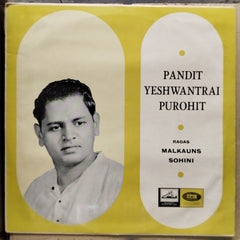 PANDIT
YESHWANTRAI
PUROHIT
RAGAS
MALKAUNS
SOHINI